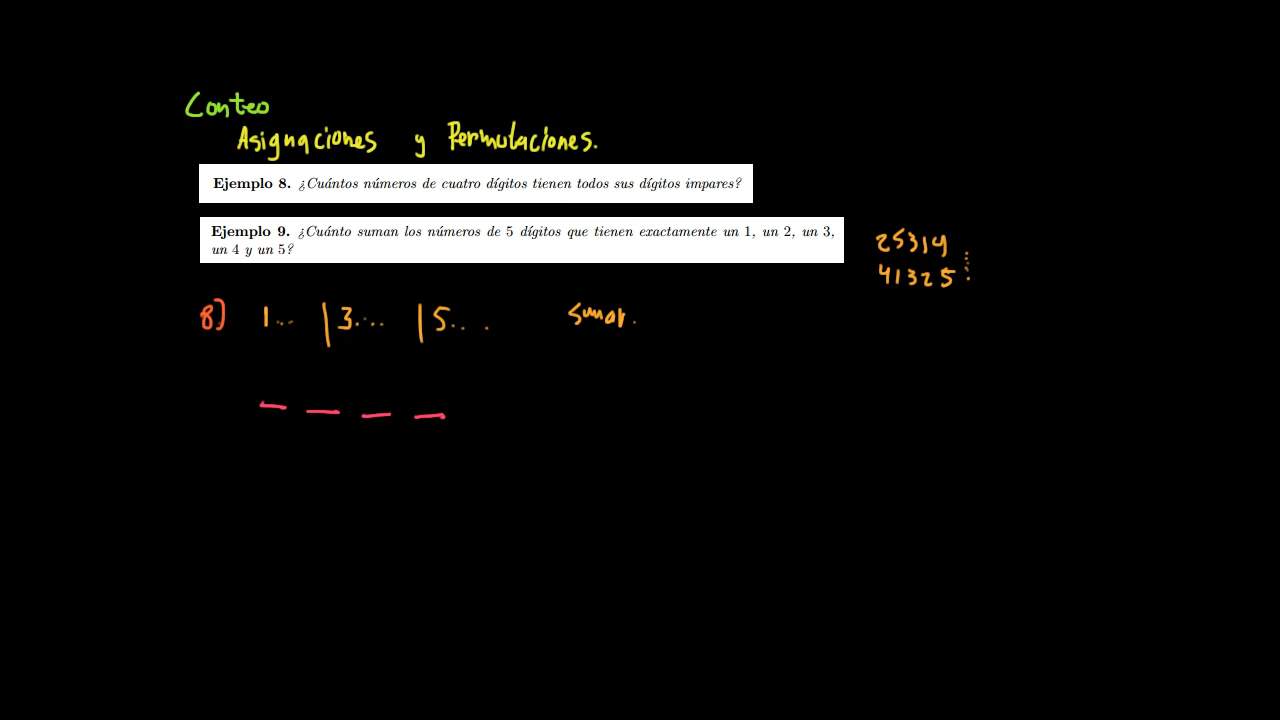 Conteo
Asignaciones y Permutaciones.
Ejemplo 8. ¿Cuántos números de cuatro dígitos tienen todos sus dígitos impares?
Ejemplo 9. ¿Cuánto suman los números de 5 dígitos que tienen exactamente un 1, un 2, un 3,
un 4 y un 5?
25314
41325
8) 1... | 3.... | 5... . sumar.